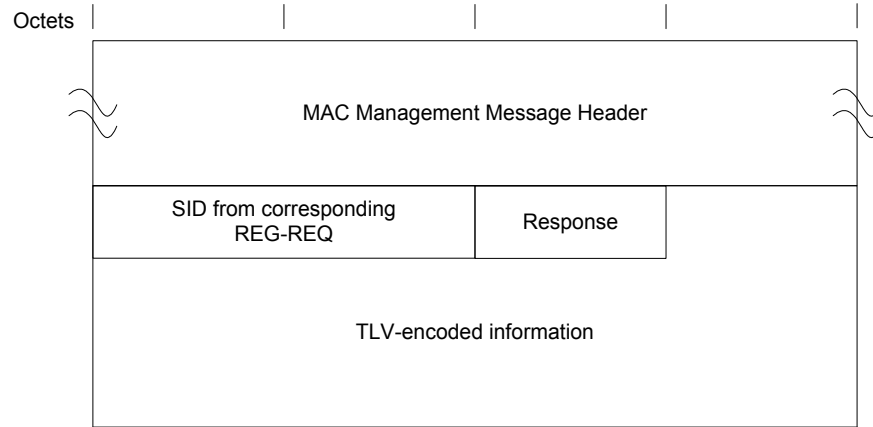 Octets
MAC Management Message Header
SID from corresponding
REG-REQ
Response
TLV-encoded information